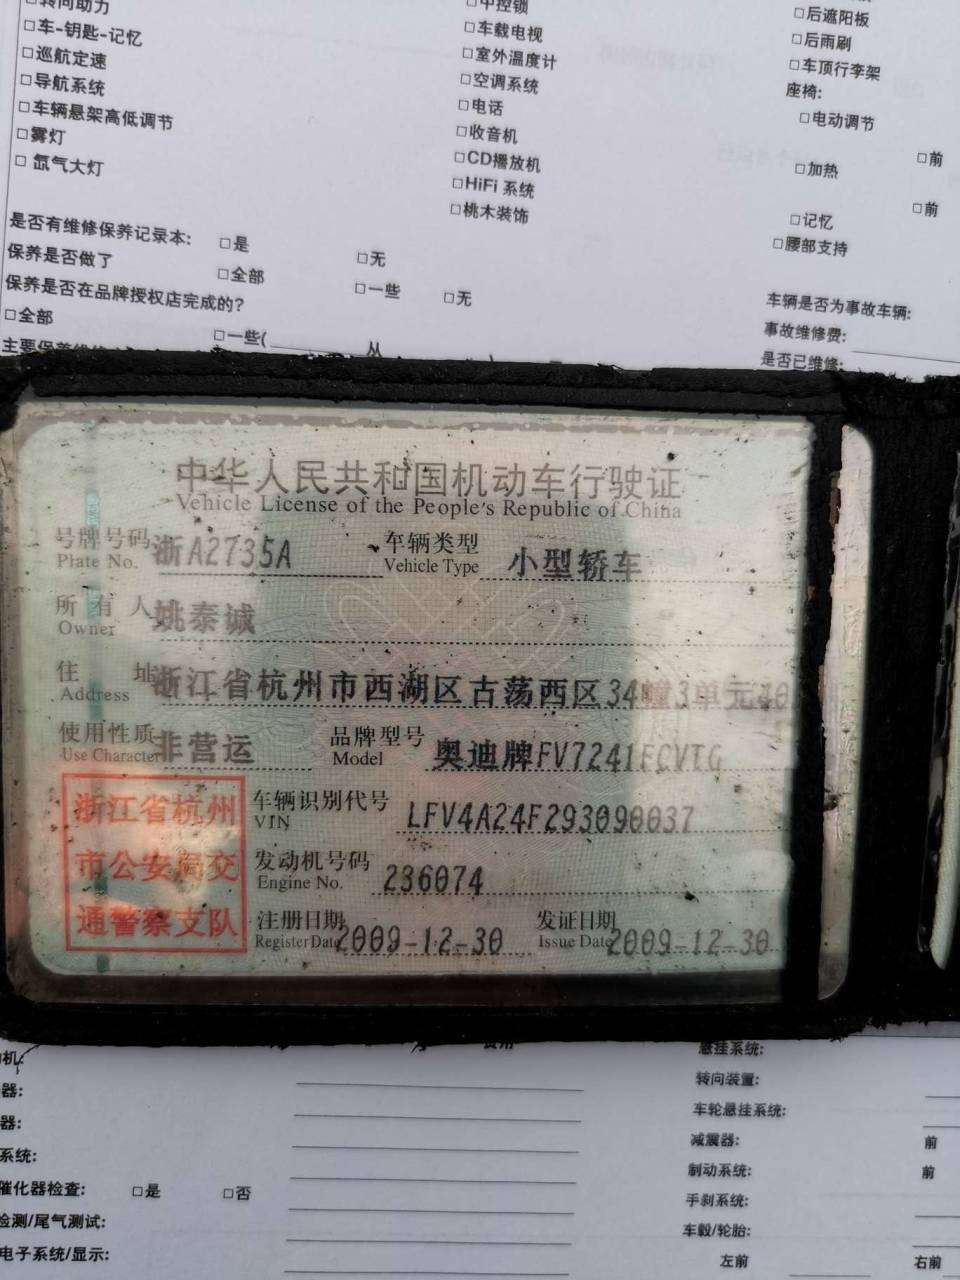 转向助力
□车-钥匙-记忆
□巡航定速
□导航系统
□车辆悬架高低调节
□雾灯
□ 氙气大灯
□中控锁
□车载电视
□室外温度计
□空调系统
□电话
□收音机
□CD播放机
□HiFi 系统
□桃木装饰
□后遮阳板
□后雨刷
□车顶行李架
座椅:
□电动调节
□前
□加热
□前
□记忆
□腰部支持
是否有维修保养记录本: □是 □无
保养是否做了 □全部 □一些 □无
保养是否在品牌授权店完成的?
□全部 □一些( 从
车辆是否为事故车辆:
事故维修费:
是否已维修:
中华人民共和国机动车行驶证
Vehicle License of the People's Republic of China
号牌号码 浙A2735A 车辆类型 小型轿车
Plate No. Vehicle Type
所有人 姚泰诚
Owner
住址 浙江省杭州市西湖区古荡西区34幢3单元40
Address
使用性质 非营运 品牌型号 奥迪牌FV7241FCVTG
Use Character Model
浙江省杭州
市公安局交
通警察支队
车辆识别代号 LFV4A24F293090037
VIN
发动机号码 236074
Engine No.
注册日期 2009-12-30 发证日期 2009-12-30
Register Date Issue Date
费用
机:
器:
器:
系统:
催化器检查: □是 □否
检测/尾气测试:
电子系统/显示:
悬挂系统:
转向装置:
车轮悬挂系统:
减震器: 前
制动系统: 前
手刹系统:
车毂/轮胎:
左前 右前